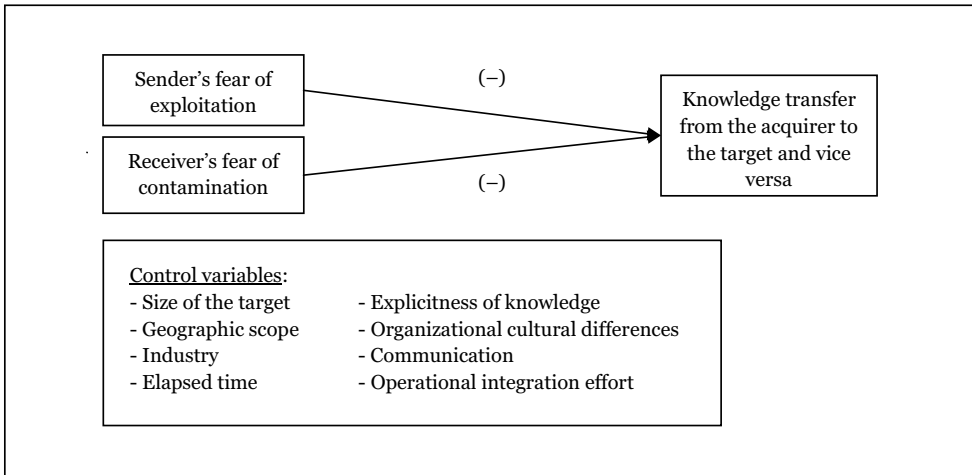 Sender’s fear of
exploitation
(–)
Knowledge transfer
from the acquirer to
the target and vice
versa
Receiver’s fear of
contamination
(–)
Control variables:
- Size of the target
- Geographic scope
- Industry
- Elapsed time
- Explicitness of knowledge
- Organizational cultural differences
- Communication
- Operational integration effort